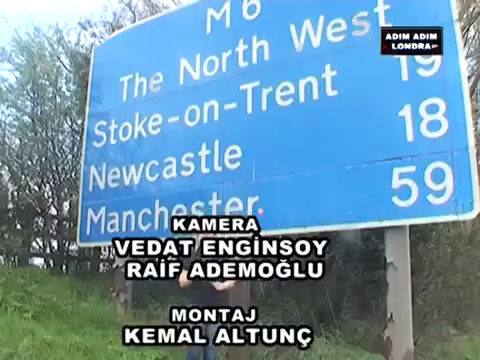 M6
The North West
Stoke-on-Trent 19
Newcastle 18
Manchester 59
ADIM ADIM
LONDRA
KAMERA
VEDAT ENGİNSOY
RAİF ADEMOĞLU
MONTAJ
KEMAL ALTUNÇ